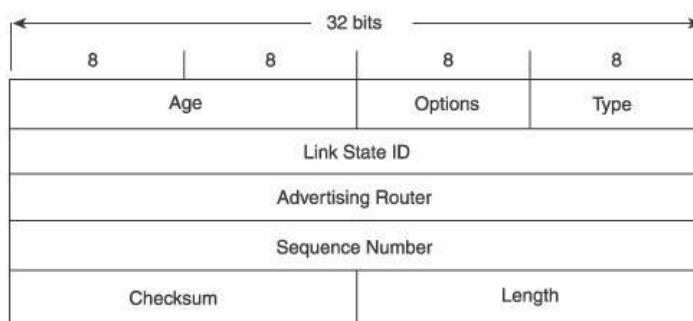 32 bits
8 8 8 8
Age Options Type
Link State ID
Advertising Router
Sequence Number
Checksum Length